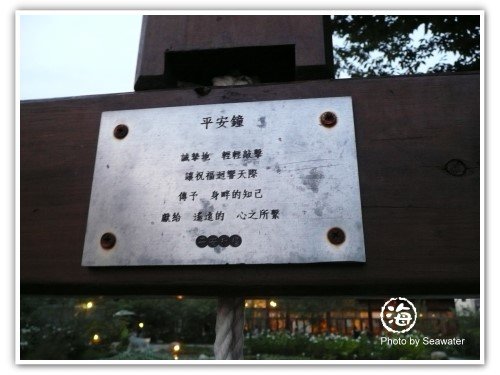 平安鐘
誠摯地 輕輕敲擊
讓祝福迴響天際
傳予 身畔的知己
獻給 遙遠的 心之所繫
海
Photo by Seawater